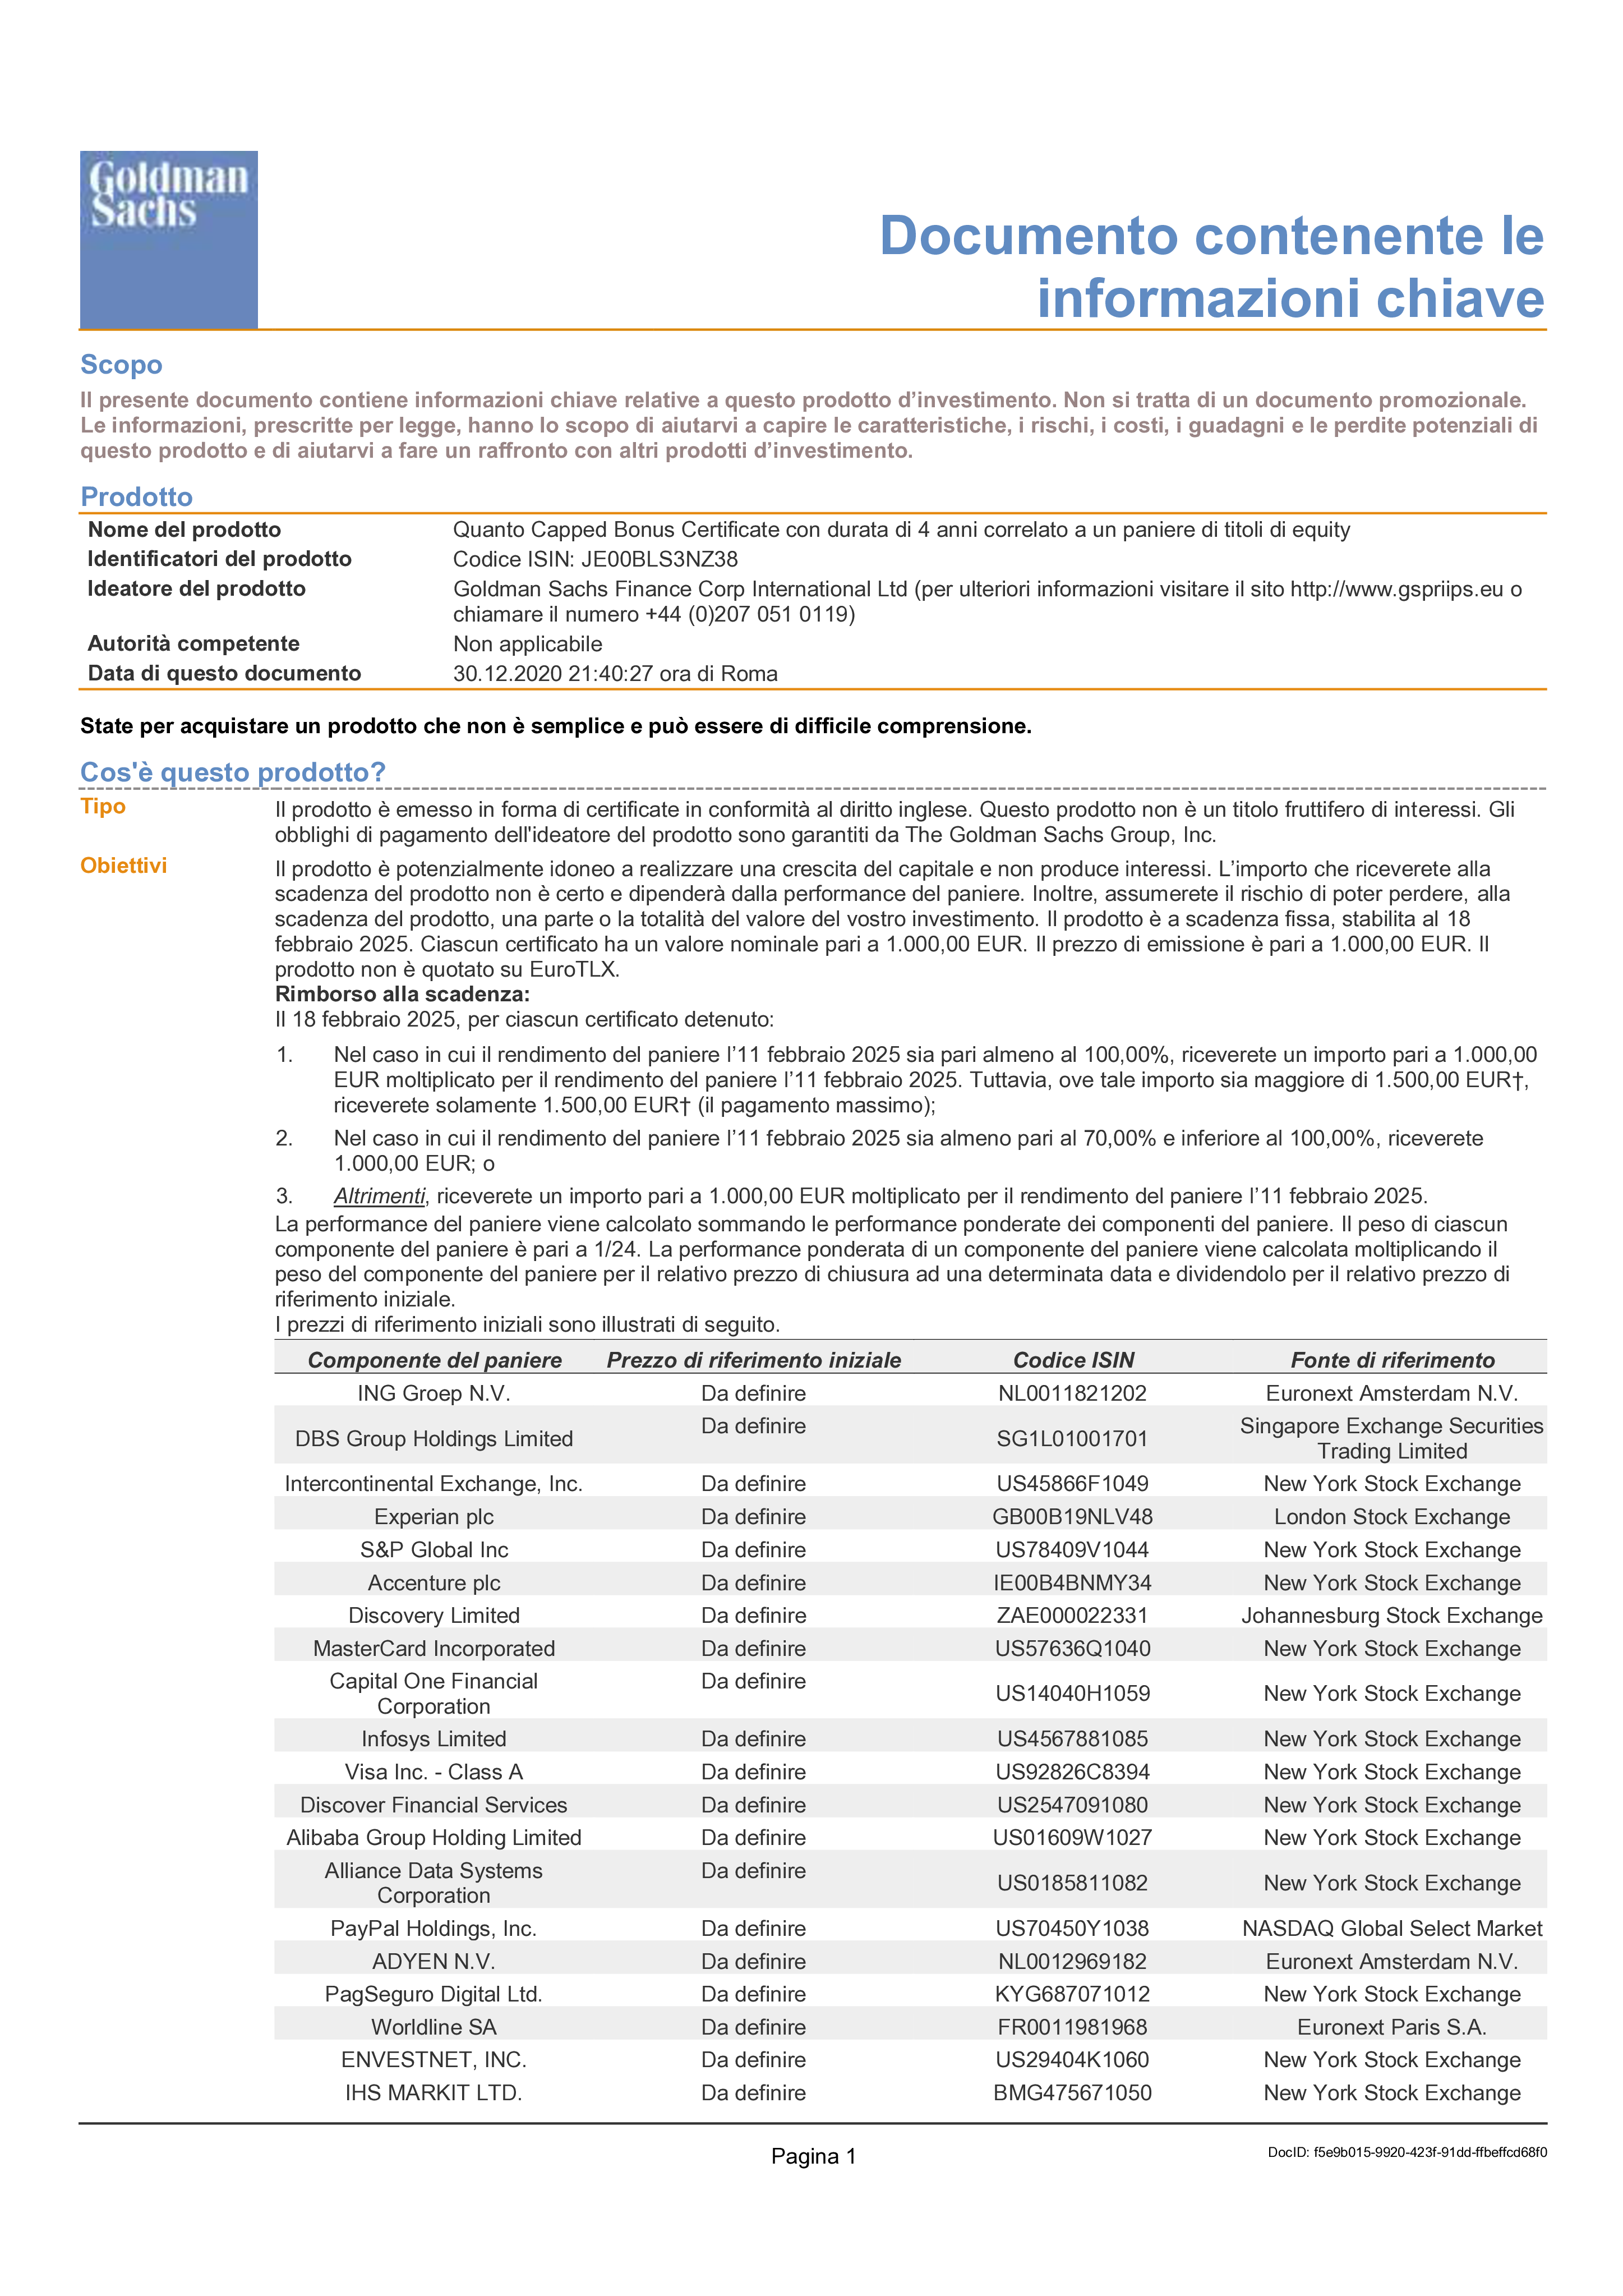 Goldman
Sachs
Documento contenente le
informazioni chiave
Scopo
Il presente documento contiene informazioni chiave relative a questo prodotto d’investimento. Non si tratta di un documento promozionale.
Le informazioni, prescritte per legge, hanno lo scopo di aiutarvi a capire le caratteristiche, i rischi, i costi, i guadagni e le perdite potenziali di
questo prodotto e di aiutarvi a fare un raffronto con altri prodotti d’investimento.
Prodotto
Nome del prodotto Quanto Capped Bonus Certificate con durata di 4 anni correlato a un paniere di titoli di equity
Identificatori del prodotto Codice ISIN: JE00BLS3NZ38
Ideatore del prodotto Goldman Sachs Finance Corp International Ltd (per ulteriori informazioni visitare il sito http://www.gspriips.eu o
chiamare il numero +44 (0)207 051 0119)
Autorità competente Non applicabile
Data di questo documento 30.12.2020 21:40:27 ora di Roma
State per acquistare un prodotto che non è semplice e può essere di difficile comprensione.
Cos'è questo prodotto?
Tipo Il prodotto è emesso in forma di certificate in conformità al diritto inglese. Questo prodotto non è un titolo fruttifero di interessi. Gli
obblighi di pagamento dell'ideatore del prodotto sono garantiti da The Goldman Sachs Group, Inc.
Obiettivi Il prodotto è potenzialmente idoneo a realizzare una crescita del capitale e non produce interessi. L’importo che riceverete alla
scadenza del prodotto non è certo e dipenderà dalla performance del paniere. Inoltre, assumerete il rischio di poter perdere, alla
scadenza del prodotto, una parte o la totalità del valore del vostro investimento. Il prodotto è a scadenza fissa, stabilita al 18
febbraio 2025. Ciascun certificato ha un valore nominale pari a 1.000,00 EUR. Il prezzo di emissione è pari a 1.000,00 EUR. Il
prodotto non è quotato su EuroTLX.
Rimborso alla scadenza:
Il 18 febbraio 2025, per ciascun certificato detenuto:
1. Nel caso in cui il rendimento del paniere l’11 febbraio 2025 sia pari almeno al 100,00%, riceverete un importo pari a 1.000,00
EUR moltiplicato per il rendimento del paniere l’11 febbraio 2025. Tuttavia, ove tale importo sia maggiore di 1.500,00 EUR†,
riceverete solamente 1.500,00 EUR† (il pagamento massimo);
2. Nel caso in cui il rendimento del paniere l’11 febbraio 2025 sia almeno pari al 70,00% e inferiore al 100,00%, riceverete
1.000,00 EUR; o
3. Altrimenti, riceverete un importo pari a 1.000,00 EUR moltiplicato per il rendimento del paniere l’11 febbraio 2025.
La performance del paniere viene calcolato sommando le performance ponderate dei componenti del paniere. Il peso di ciascun
componente del paniere è pari a 1/24. La performance ponderata di un componente del paniere viene calcolata moltiplicando il
peso del componente del paniere per il relativo prezzo di chiusura ad una determinata data e dividendolo per il relativo prezzo di
riferimento iniziale.
I prezzi di riferimento iniziali sono illustrati di seguito.
Componente del paniere Prezzo di riferimento iniziale Codice ISIN Fonte di riferimento
ING Groep N.V. Da definire NL0011821202 Euronext Amsterdam N.V.
DBS Group Holdings Limited Da definire SG1L01001701 Singapore Exchange Securities
Trading Limited
Intercontinental Exchange, Inc. Da definire US45866F1049 New York Stock Exchange
Experian plc Da definire GB00B19NLV48 London Stock Exchange
S&P Global Inc Da definire US78409V1044 New York Stock Exchange
Accenture plc Da definire IE00B4BNMY34 New York Stock Exchange
Discovery Limited Da definire ZAE000022331 Johannesburg Stock Exchange
MasterCard Incorporated Da definire US57636Q1040 New York Stock Exchange
Capital One Financial
Corporation Da definire US14040H1059 New York Stock Exchange
Infosys Limited Da definire US4567881085 New York Stock Exchange
Visa Inc. - Class A Da definire US92826C8394 New York Stock Exchange
Discover Financial Services Da definire US2547091080 New York Stock Exchange
Alibaba Group Holding Limited Da definire US01609W1027 New York Stock Exchange
Alliance Data Systems
Corporation Da definire US0185811082 New York Stock Exchange
PayPal Holdings, Inc. Da definire US70450Y1038 NASDAQ Global Select Market
ADYEN N.V. Da definire NL0012969182 Euronext Amsterdam N.V.
PagSeguro Digital Ltd. Da definire KYG687071012 New York Stock Exchange
Worldline SA Da definire FR0011981968 Euronext Paris S.A.
ENVESTNET, INC. Da definire US29404K1060 New York Stock Exchange
IHS MARKIT LTD. Da definire BMG475671050 New York Stock Exchange
Pagina 1
DocID: f5e9b015-9920-423f-91dd-ffbeffcd68f0